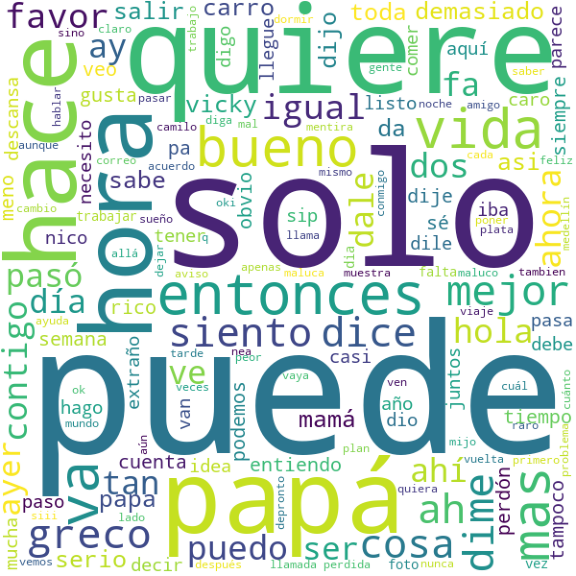 favor
salir
carro
toda
demasiado
ay
digo
llegue
dijo
comer
aquí
parece
sino
claro
dormir
trabajo
gente
saber
hace
quiere
veo
gusta
vicky
igual
listo
noche
amigo
fa
caro
siempre
hablar
pasar
diga
mal
mentira
cada
vida
descansa
meno
necesito
aunque
correo
camilo
pa
bueno
da
dos
asi
feliz
hora
sabe
acuerdo
obvio
mismo
conmigo
dije
iba
ahora
cambio
trabajar
sueño
oki
sip
llama
dale
sé
poner
plata
medellín
nico
allá
tener
q
día
dile
solo
pasó
dejar
aviso
apenas
maluca
muestra
falta
maluco
tambien
contigo
día
ayuda
rico
entonces
mejor
viaje
semana
extraño
siento
dice
casi
hola
pasa
debe
tarde
nea
peor
vaya
ven
cuál
cuánto
ok
hago
mundo
ve
veces
van
podemos
mamá
año
dio
juntos
raro
tiempo
puede
va
aún
plan
mijo
vuelta
problema
ayer
tan
cuenta
idea
entiendo
ahí
primero
paso
papa
papá
quiera
ah
dime
perdón
mas
tampoco
mucha
greco
lado
depronto
siii
serio
puedo
ser
cosa
vemos
decir
después
llamada
perdida
foto
nunca
vez